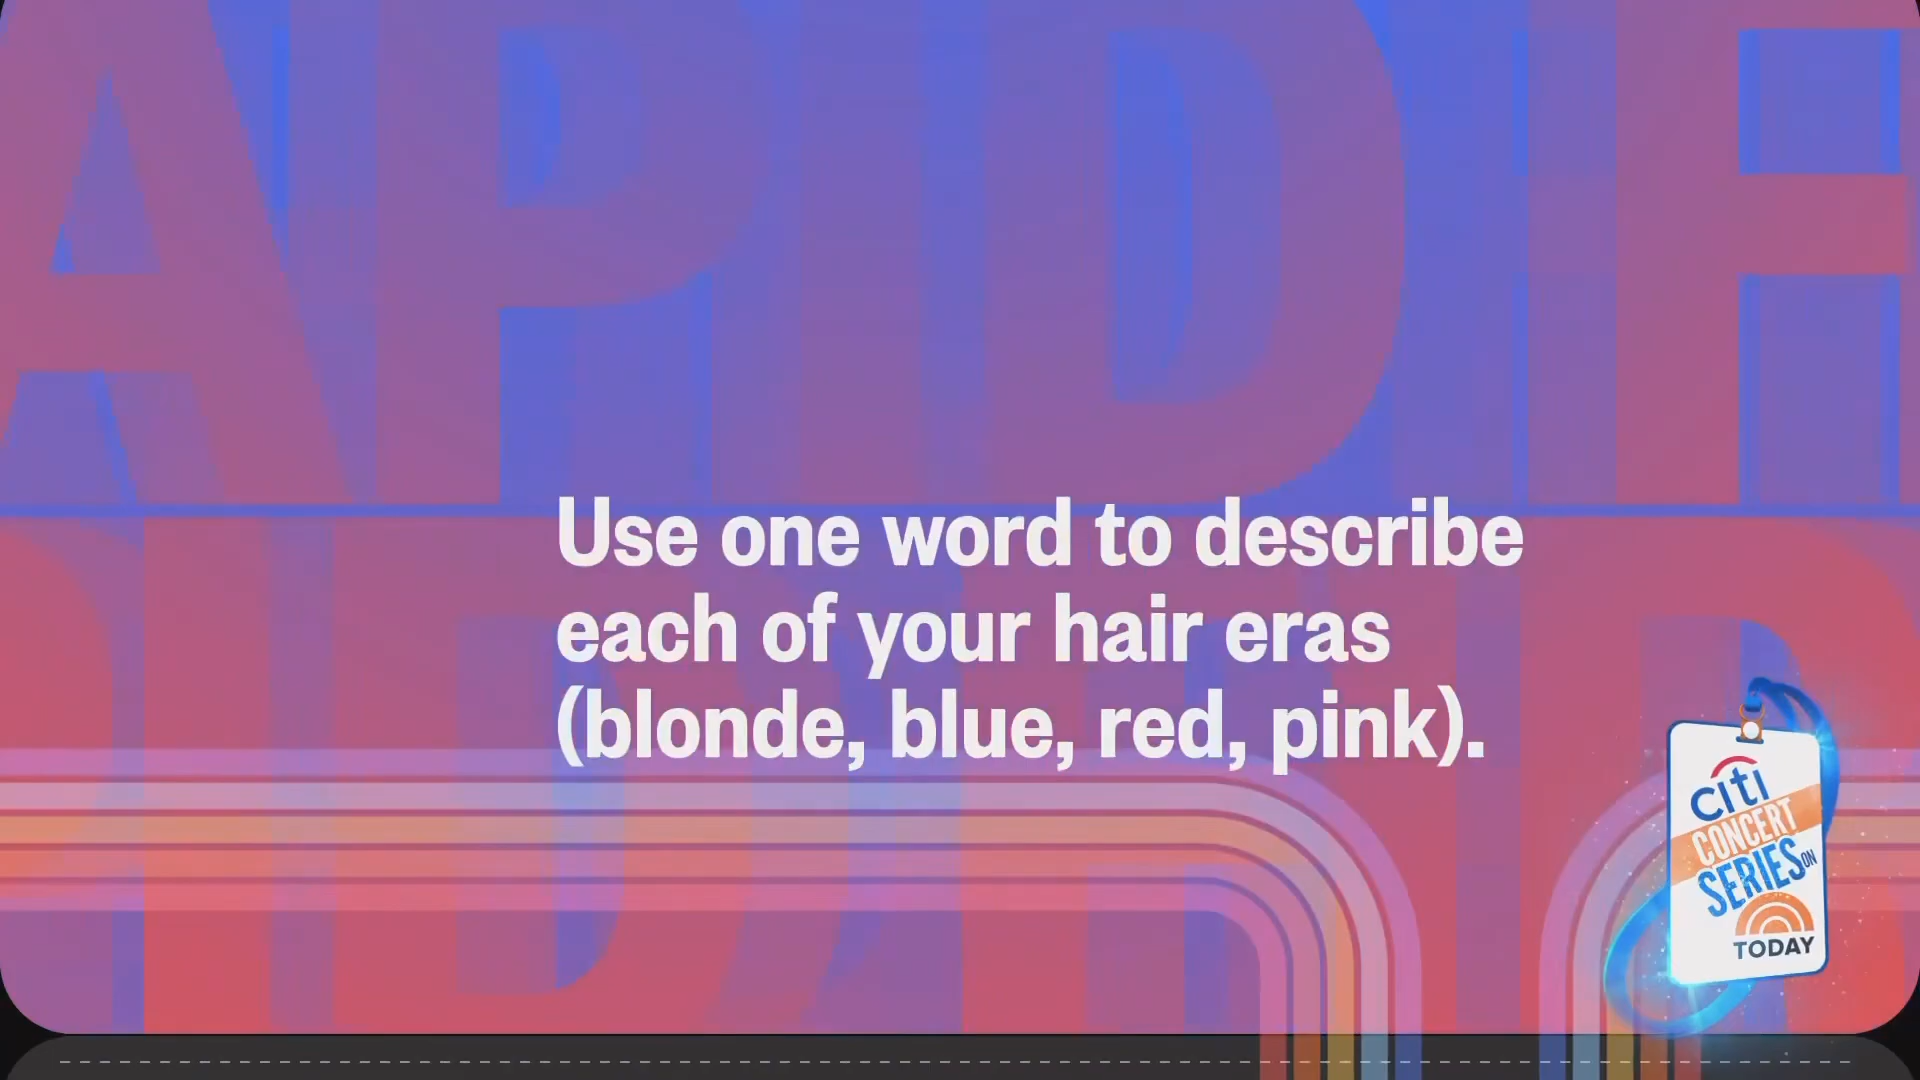 APID F
Use one word to describe
each of your hair eras
(blonde, blue, red, pink).
citi
CONCERT
SERIES ON
TODAY